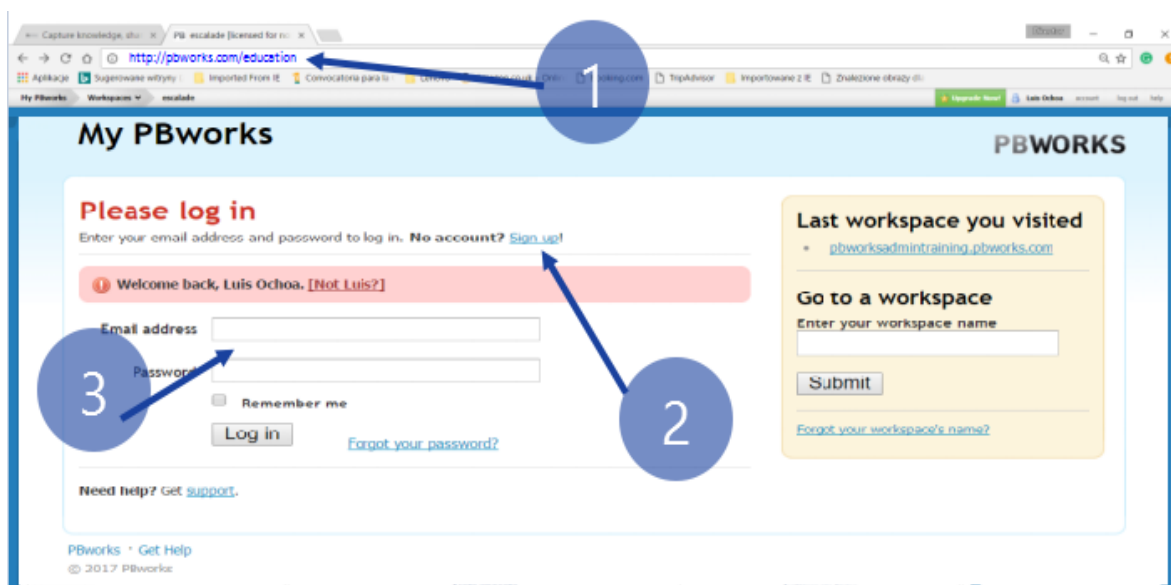 Capture knowledge, sha
PB escalade [licensed for no
http://pbworks.com/education
Aplikacje Sugerowane witryny Imported From IE Convocatoria para la TripAdvisor Importowane z IE Znalezione obrazy dla
My PBworks Workspaces escalade Upgrade Now! Luis Ochoa account log out help
1
My PBworks
PBWORKS
Please log in
Enter your email address and password to log in. No account? Sign up!
Welcome back, Luis Ochoa. [Not Luis?]
Email address
Password
Remember me
Log in
Forgot your password?
3
2
Need help? Get support.
Last workspace you visited
pbworksadmintraining.pbworks.com
Go to a workspace
Enter your workspace name
Submit
Forgot your workspace's name?
PBworks · Get Help
© 2017 PBworks